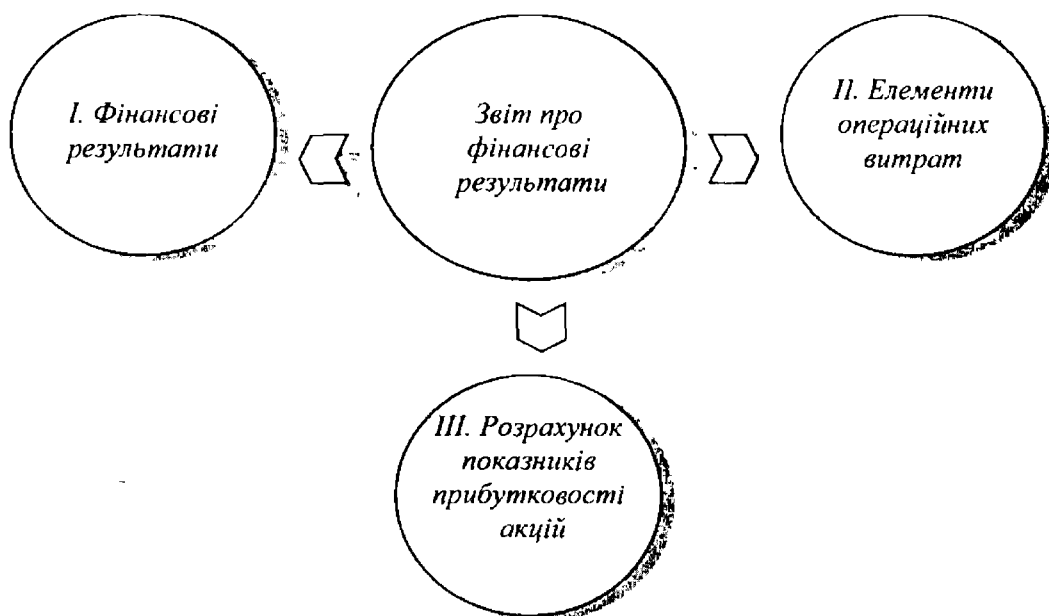 I. Фінансові
результати
Звіт про
фінансові
результати
II. Елементи
операційних
витрат
III. Розрахунок
показників
прибутковості
акцій